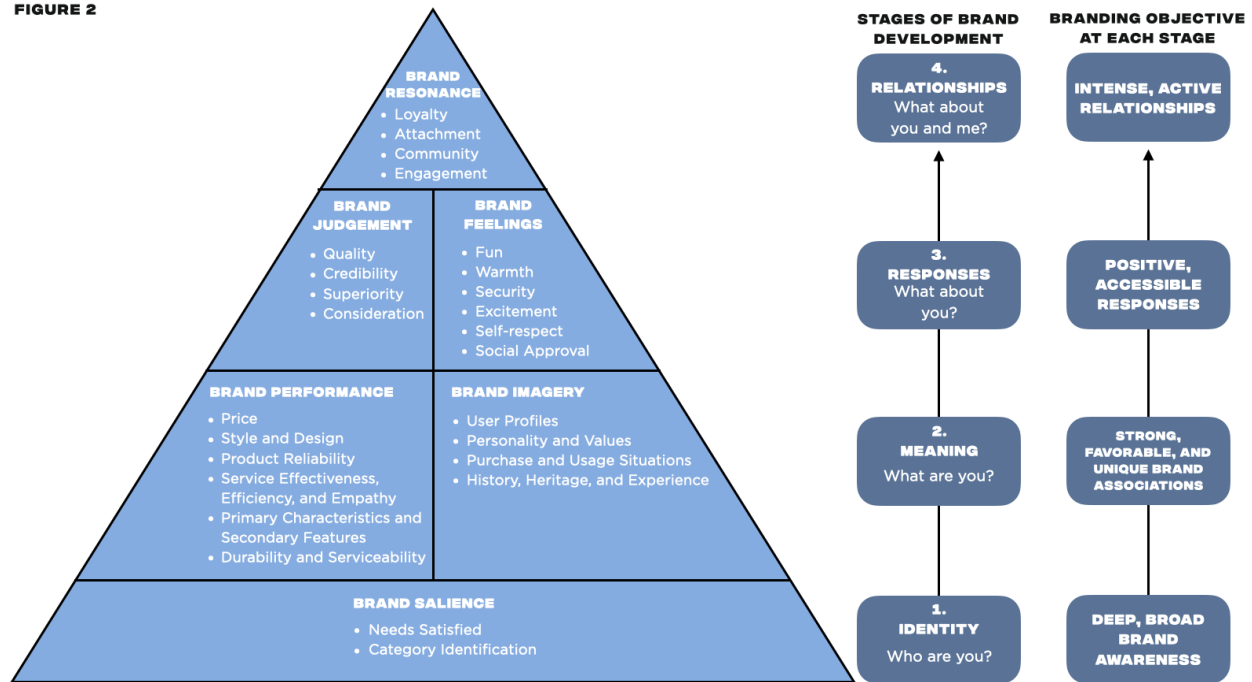 FIGURE 2
BRAND
RESONANCE
• Loyalty
• Attachment
• Community
• Engagement
BRAND
JUDGEMENT
• Quality
• Credibility
• Superiority
• Consideration
BRAND
FEELINGS
• Fun
• Warmth
• Security
• Excitement
• Self-respect
• Social Approval
BRAND PERFORMANCE
• Price
• Style and Design
• Product Reliability
• Service Effectiveness,
Efficiency, and Empathy
• Primary Characteristics and
Secondary Features
• Durability and Serviceability
BRAND IMAGERY
• User Profiles
• Personality and Values
• Purchase and Usage Situations
• History, Heritage, and Experience
BRAND SALIENCE
• Needs Satisfied
• Category Identification
STAGES OF BRAND
DEVELOPMENT
4.
RELATIONSHIPS
What about
you and me?
3.
RESPONSES
What about
you?
2.
MEANING
What are you?
1.
IDENTITY
Who are you?
BRANDING OBJECTIVE
AT EACH STAGE
INTENSE, ACTIVE
RELATIONSHIPS
POSITIVE,
ACCESSIBLE
RESPONSES
STRONG,
FAVORABLE, AND
UNIQUE BRAND
ASSOCIATIONS
DEEP, BROAD
BRAND
AWARENESS